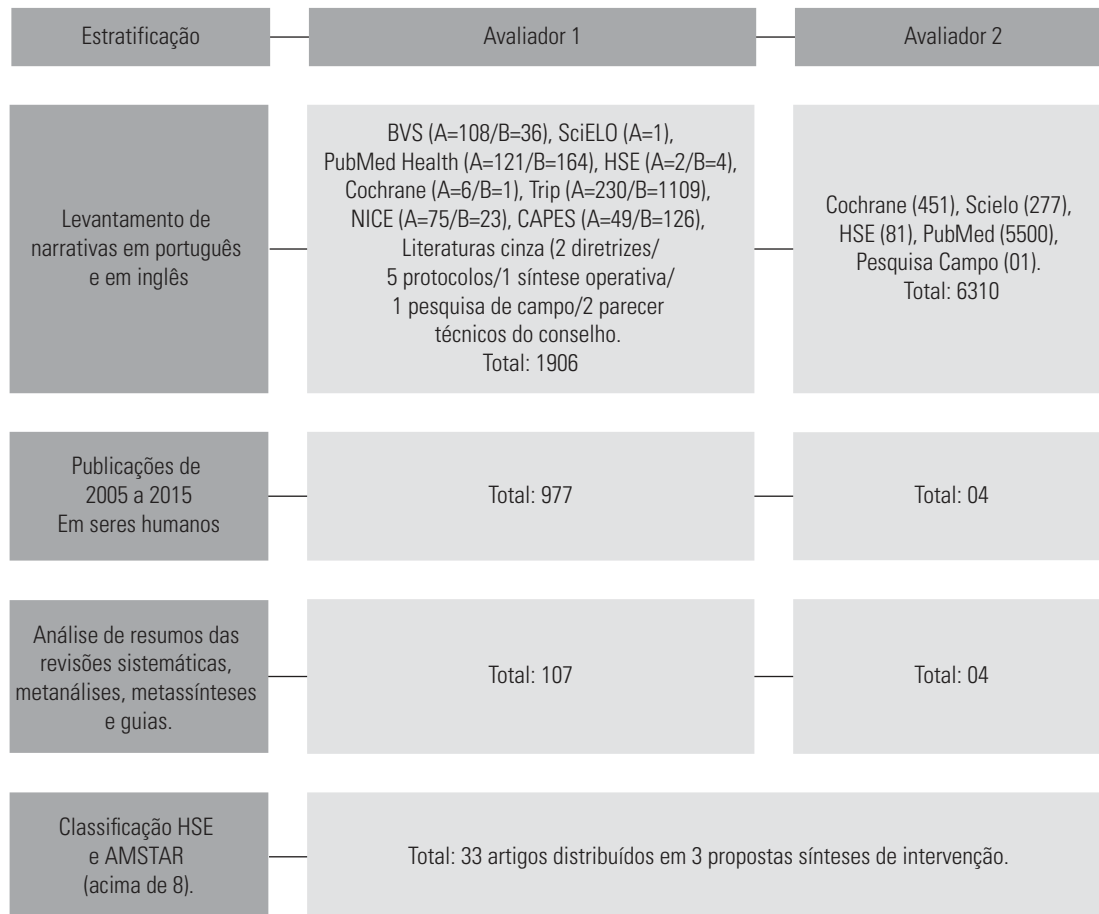 Estratificação
Avaliador 1
Avaliador 2
Levantamento de
narrativas em português
e em inglês
BVS (A=108/B=36), SciELO (A=1),
PubMed Health (A=121/B=164), HSE (A=2/B=4),
Cochrane (A=6/B=1), Trip (A=230/B=1109),
NICE (A=75/B=23), CAPES (A=49/B=126),
Literaturas cinza (2 diretrizes/
5 protocolos/1 síntese operativa/
1 pesquisa de campo/2 parecer
técnicos do conselho.
Total: 1906
Cochrane (451), Scielo (277),
HSE (81), PubMed (5500),
Pesquisa Campo (01).
Total: 6310
Publicações de
2005 a 2015
Em seres humanos
Total: 977
Total: 04
Análise de resumos das
revisões sistemáticas,
metanálises, metassínteses
e guias.
Total: 107
Total: 04
Classificação HSE
e AMSTAR
(acima de 8).
Total: 33 artigos distribuídos em 3 propostas sínteses de intervenção.